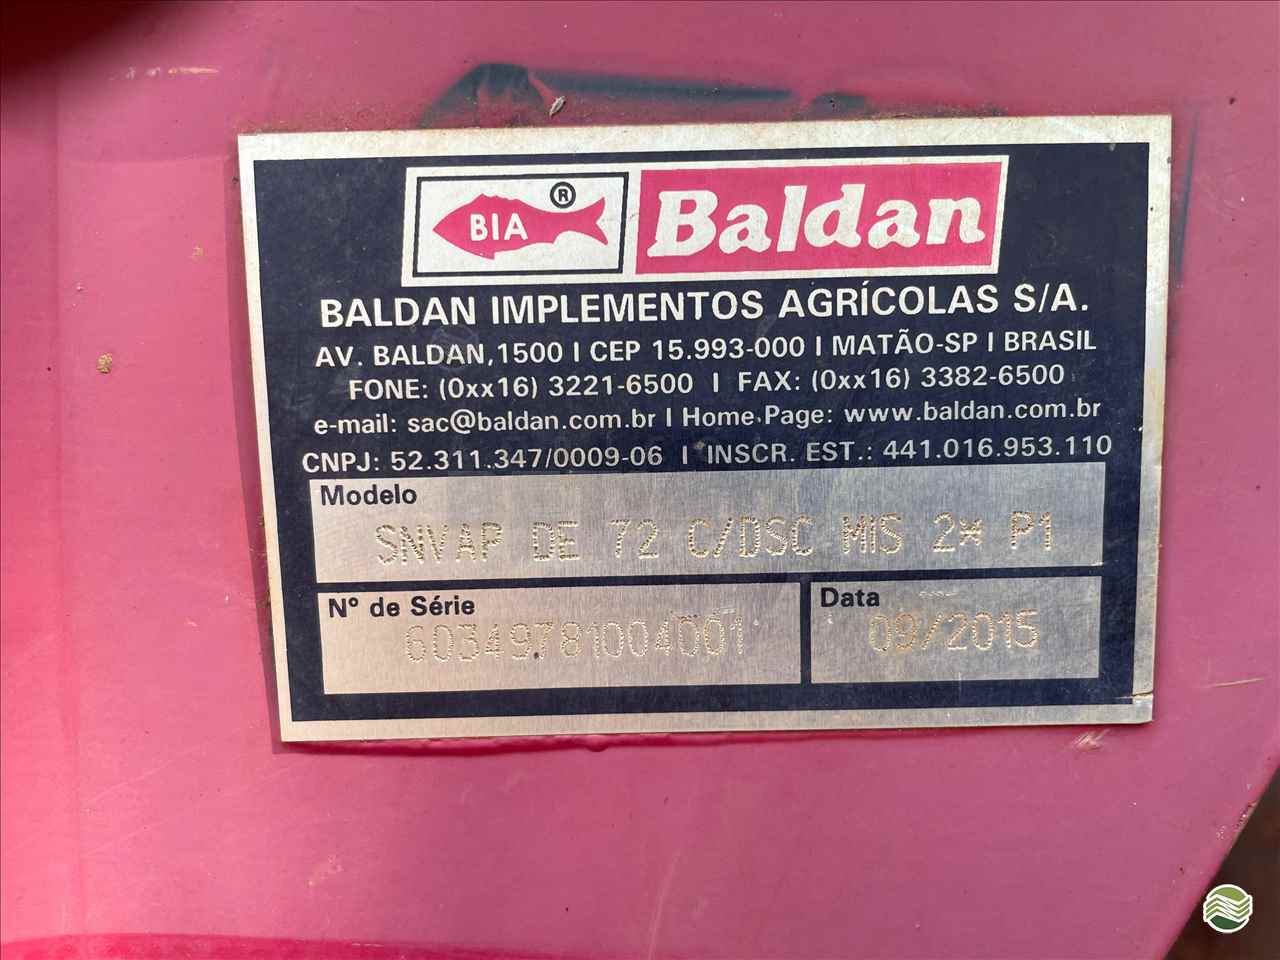 BIA ® Baldan
BALDAN IMPLEMENTOS AGRÍCOLAS S/A.
AV. BALDAN, 1500 I CEP 15.993-000 I MATÃO-SP I BRASIL
FONE: (0xx16) 3221-6500 I FAX: (0xx16) 3382-6500
e-mail: sac@baldan.com.br I Home Page: www.baldan.com.br
CNPJ: 52.311.347/0009-06 I INSCR. EST.: 441.016.953.110
Modelo
SNVAP DE 72 C/DSC MIS 2* P1
Nº de Série
60349781004001
Data
09/2015